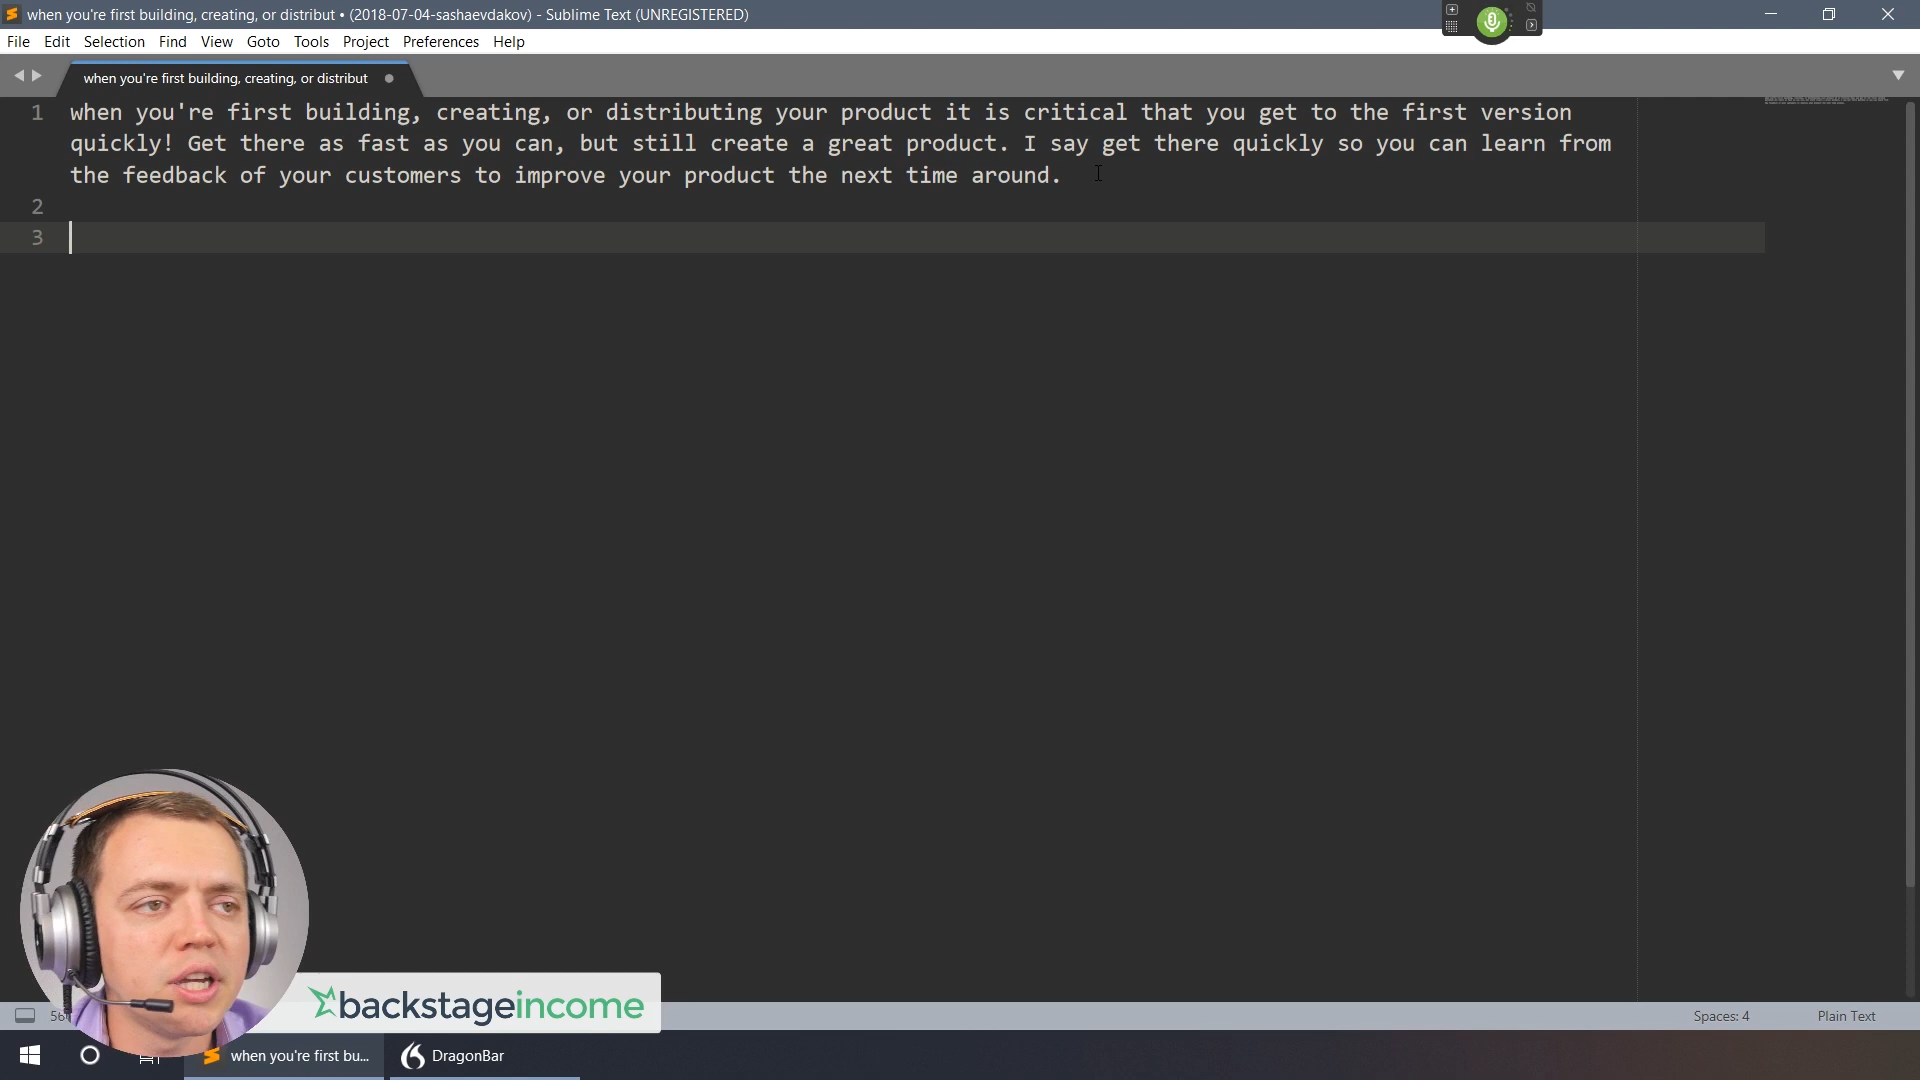 when you're first building, creating, or distribut • (2018-07-04-sashaevdakov) - Sublime Text (UNREGISTERED)
File Edit Selection Find View Goto Tools Project Preferences Help
when you're first building, creating, or distribut
1 when you're first building, creating, or distributing your product it is critical that you get to the first version
quickly! Get there as fast as you can, but still create a great product. I say get there quickly so you can learn from
the feedback of your customers to improve your product the next time around.
2
3
backstageincome
Spaces: 4 Plain Text
when you're first bu... DragonBar